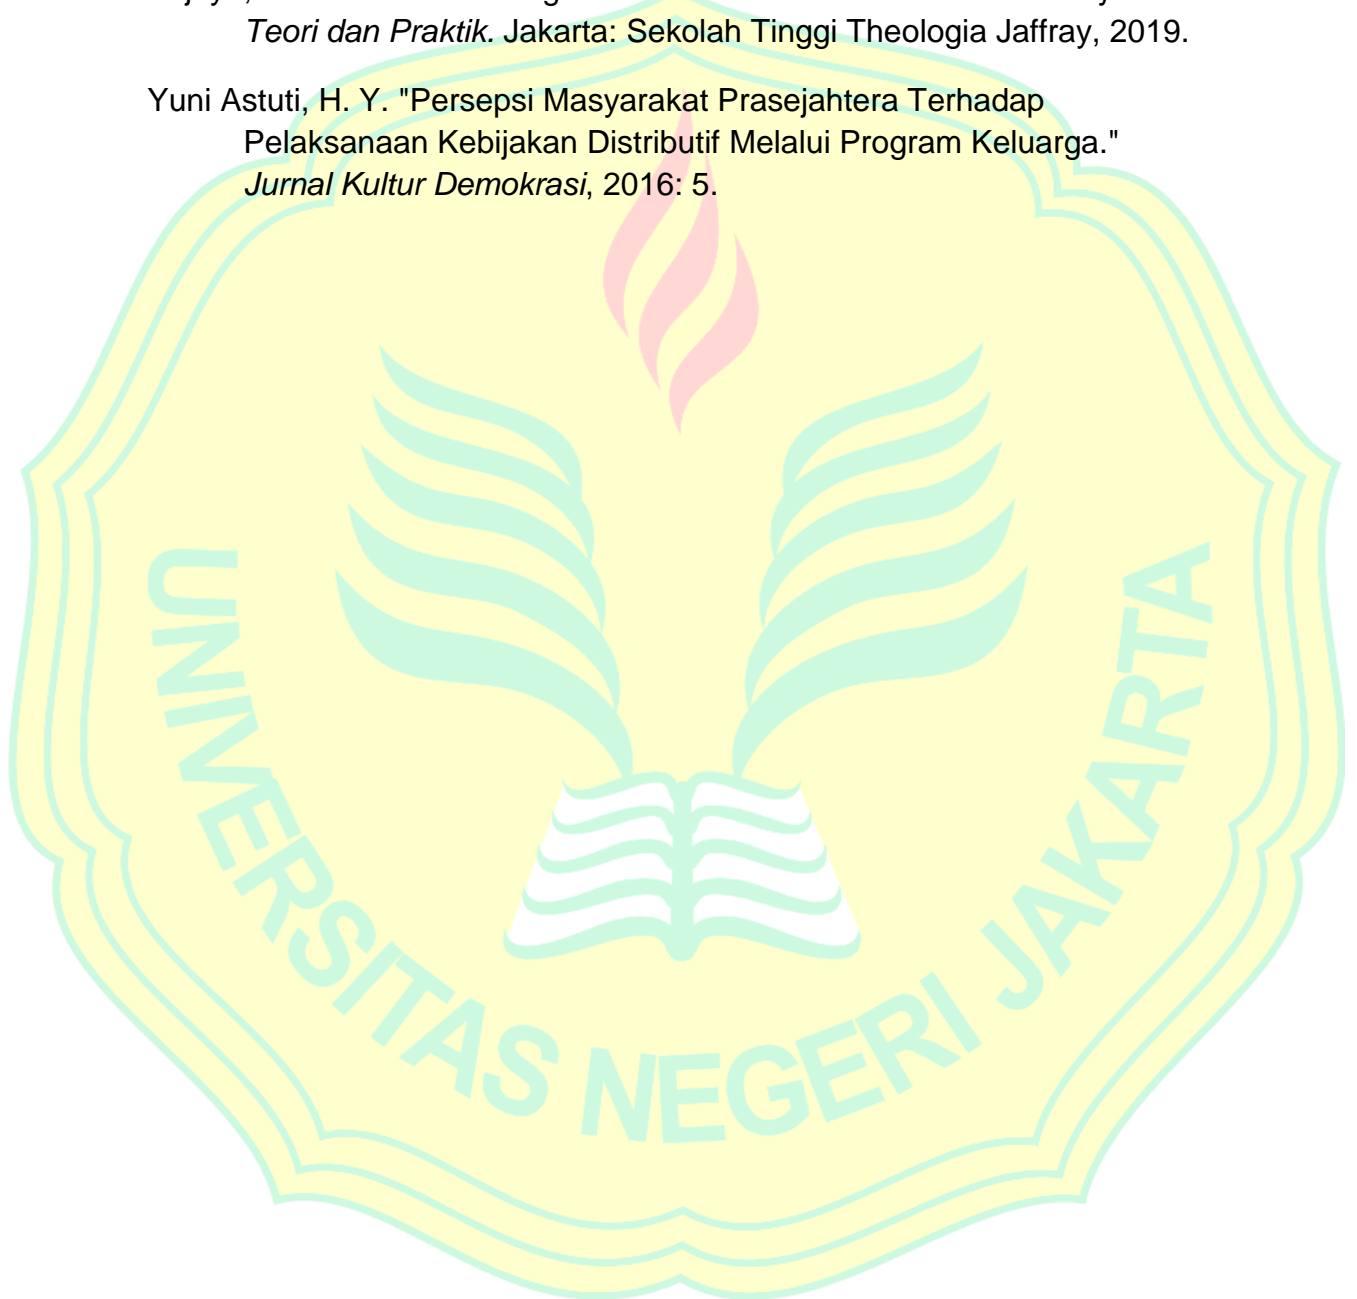 Teori dan Praktik. Jakarta: Sekolah Tinggi Theologia Jaffray, 2019.
Yuni Astuti, H. Y. "Persepsi Masyarakat Prasejahtera Terhadap
Pelaksanaan Kebijakan Distributif Melalui Program Keluarga."
Jurnal Kultur Demokrasi, 2016: 5.
UNIVERSITAS NEGERI JAKARTA